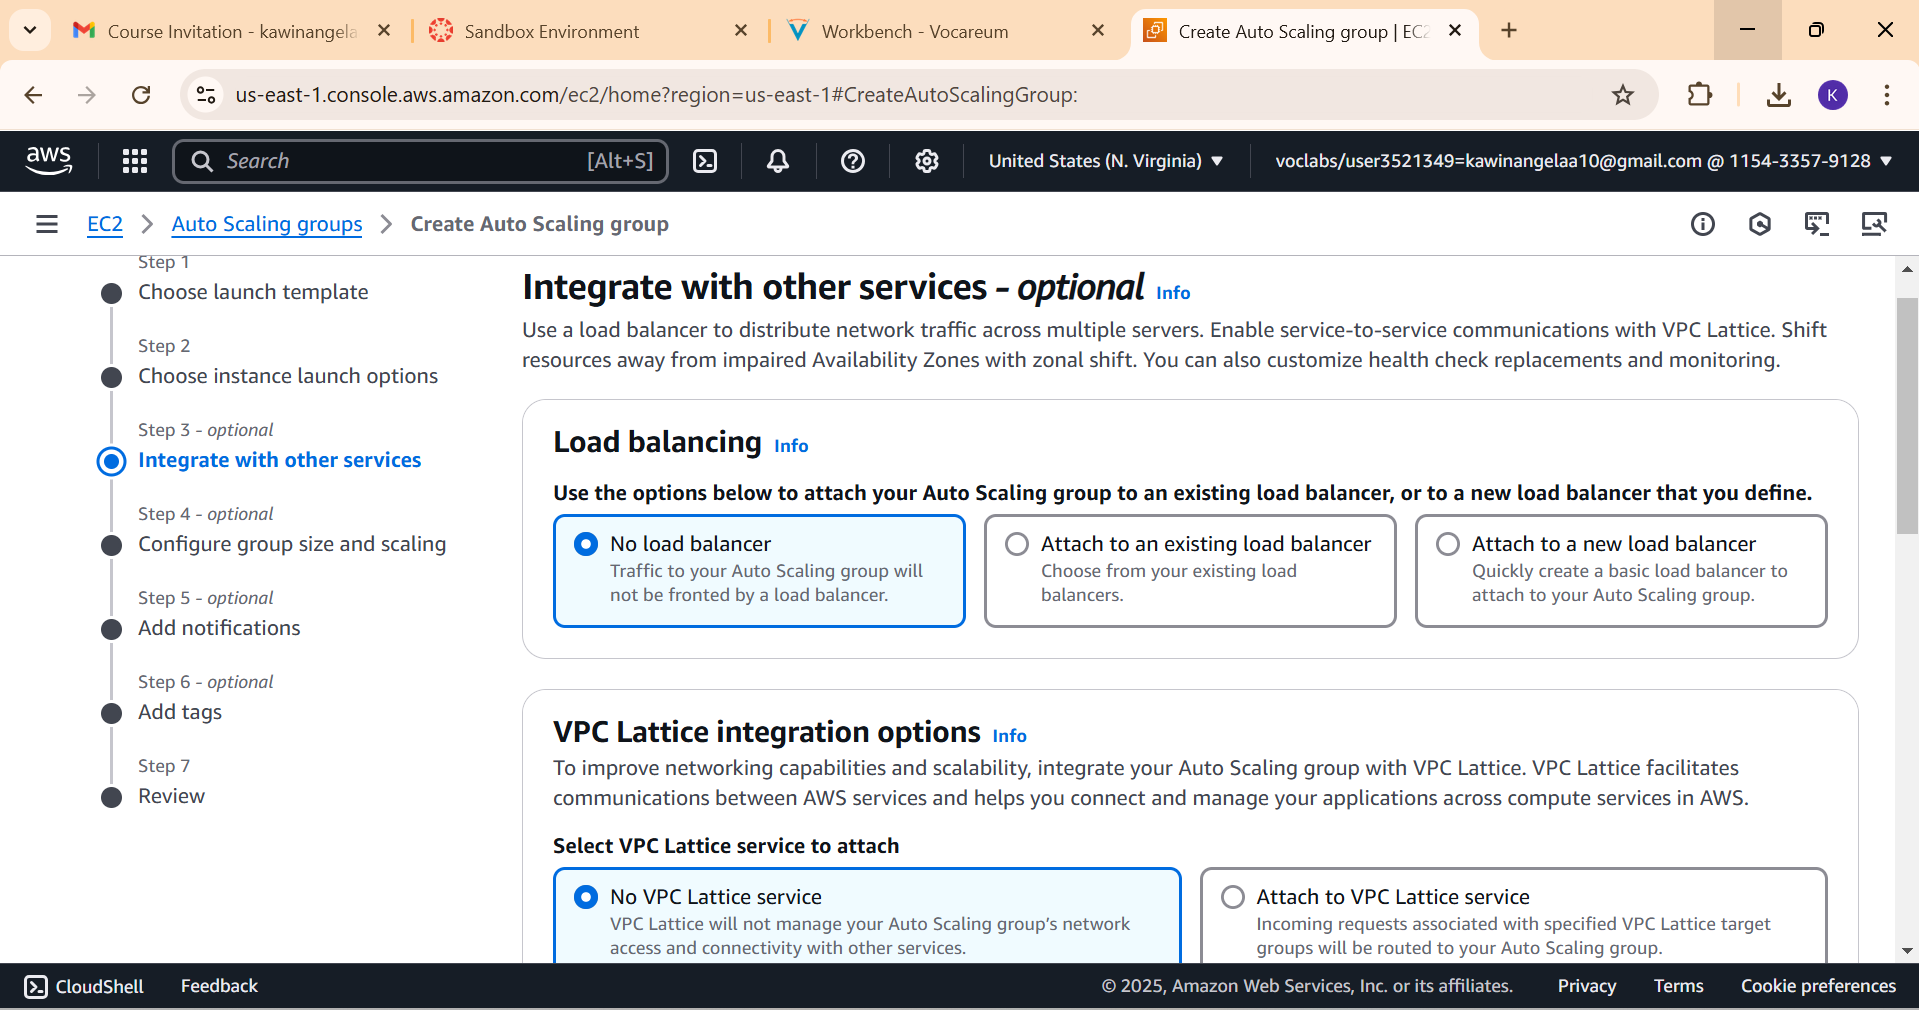 Course Invitation - kawinangela
Sandbox Environment
Workbench - Vocareum
Create Auto Scaling group | EC2
us-east-1.console.aws.amazon.com/ec2/home?region=us-east-1#CreateAutoScalingGroup:
K
aws
Search
[Alt+S]
United States (N. Virginia)
voclabs/user3521349=kawinangelaa10@gmail.com @ 1154-3357-9128
EC2
Auto Scaling groups
Create Auto Scaling group
Step 1
Choose launch template
Step 2
Choose instance launch options
Step 3 - optional
Integrate with other services
Step 4 - optional
Configure group size and scaling
Step 5 - optional
Add notifications
Step 6 - optional
Add tags
Step 7
Review
Integrate with other services - optional Info
Use a load balancer to distribute network traffic across multiple servers. Enable service-to-service communications with VPC Lattice. Shift
resources away from impaired Availability Zones with zonal shift. You can also customize health check replacements and monitoring.
Load balancing Info
Use the options below to attach your Auto Scaling group to an existing load balancer, or to a new load balancer that you define.
No load balancer
Traffic to your Auto Scaling group will
not be fronted by a load balancer.
Attach to an existing load balancer
Choose from your existing load
balancers.
Attach to a new load balancer
Quickly create a basic load balancer to
attach to your Auto Scaling group.
VPC Lattice integration options Info
To improve networking capabilities and scalability, integrate your Auto Scaling group with VPC Lattice. VPC Lattice facilitates
communications between AWS services and helps you connect and manage your applications across compute services in AWS.
Select VPC Lattice service to attach
No VPC Lattice service
VPC Lattice will not manage your Auto Scaling group's network
access and connectivity with other services.
Attach to VPC Lattice service
Incoming requests associated with specified VPC Lattice target
groups will be routed to your Auto Scaling group.
CloudShell
Feedback
© 2025, Amazon Web Services, Inc. or its affiliates.
Privacy
Terms
Cookie preferences